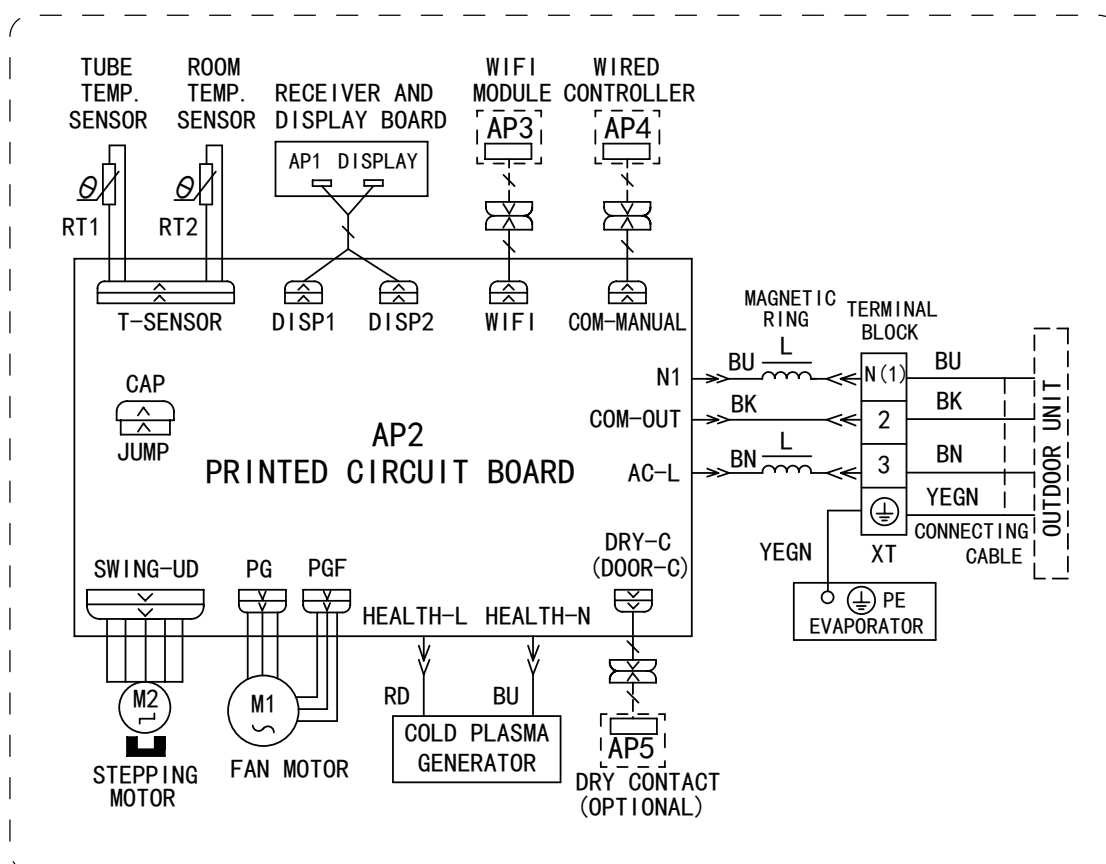 TUBE
TEMP.
SENSOR
ROOM
TEMP.
SENSOR
RECEIVER AND
DISPLAY BOARD
WIFI
MODULE
WIRED
CONTROLLER
AP1 DISPLAY
AP3
AP4
θ
RT1
θ
RT2
T-SENSOR
DISP1
DISP2
WIFI
COM-MANUAL
MAGNETIC
RING
TERMINAL
BLOCK
CAP
JUMP
AP2
PRINTED CIRCUIT BOARD
N1
BU
L
N(1)
BU
COM-OUT
BK
2
BK
AC-L
BN
L
3
BN
YEGN
OUTDOOR UNIT
CONNECTING
CABLE
XT
YEGN
PE
EVAPORATOR
SWING-UD
PG
PGF
HEALTH-L
HEALTH-N
DRY-C
(DOOR-C)
M2
M1
RD
BU
COLD PLASMA
GENERATOR
AP5
STEPPING
MOTOR
FAN MOTOR
DRY CONTACT
(OPTIONAL)